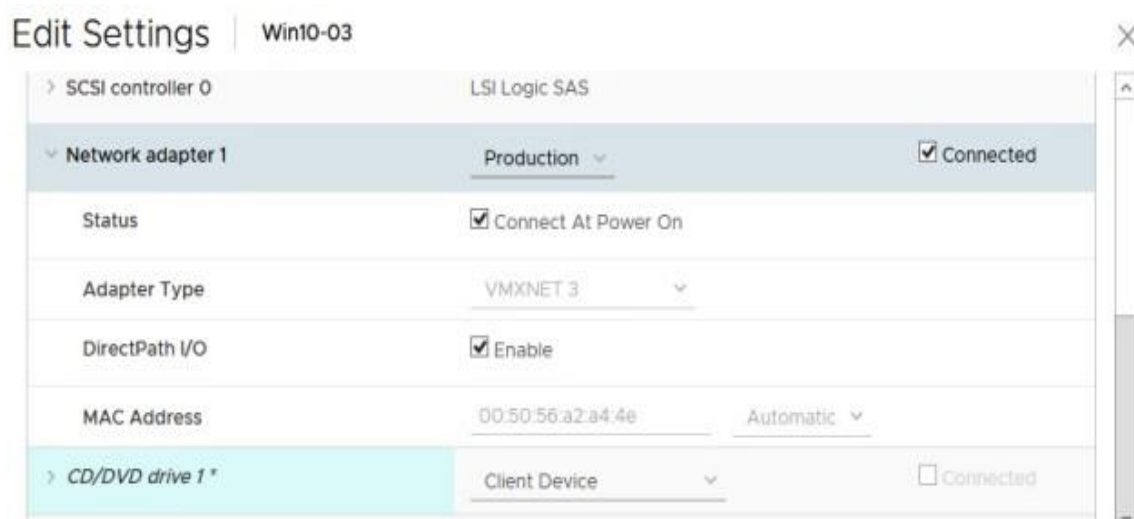 Edit Settings Win10-03
SCSI controller 0 LSI Logic SAS
Network adapter 1 Production Connected
Status Connect At Power On
Adapter Type VMXNET 3
DirectPath I/O Enable
MAC Address 00:50:56:a2:a4:4e Automatic
CD/DVD drive 1 * Client Device Connected